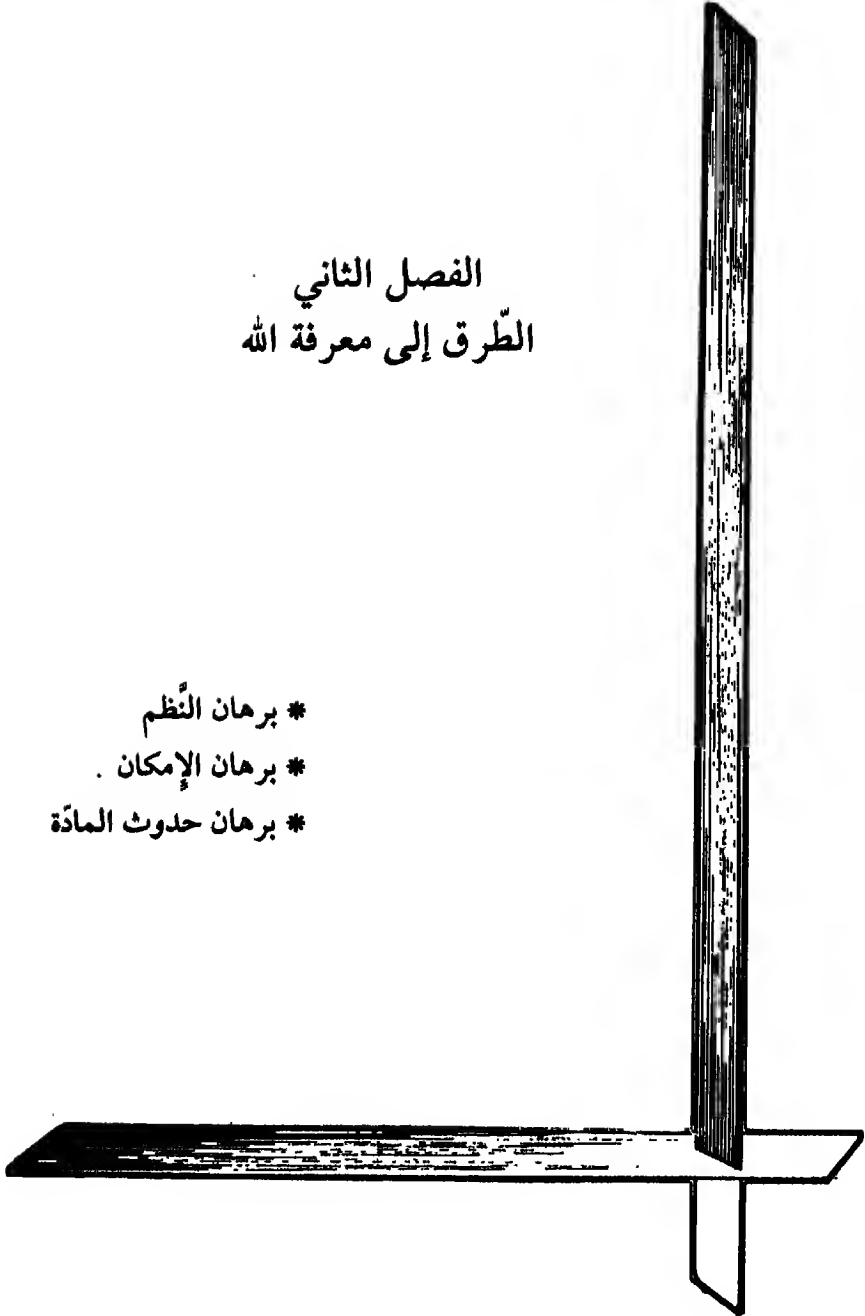 الفصل الثاني
الطّرق إلى معرفة الله
* برهان النَّظم
* برهان الإمكان .
* برهان حدوث المادّة